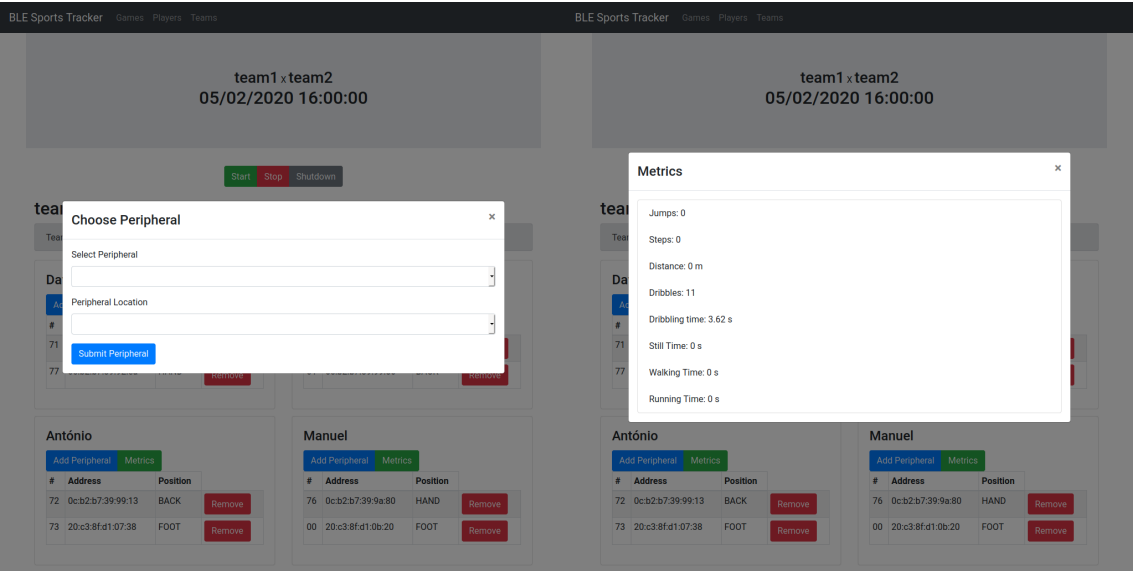 BLE Sports Tracker Games Players Teams
team1 x team2
05/02/2020 16:00:00
Start Stop Shutdown
Choose Peripheral ×
Select Peripheral
Peripheral Location
Submit Peripheral
71
77 Remove Remove
António
Add Peripheral Metrics
# Address Position
72 0c:b2:b7:39:99:13 BACK Remove
73 20:c3:8f:d1:07:38 FOOT Remove
Manuel
Add Peripheral Metrics
# Address Position
76 0c:b2:b7:39:9a:80 HAND Remove
00 20:c3:8f:d1:0b:20 FOOT Remove
BLE Sports Tracker Games Players Teams
team1 x team2
05/02/2020 16:00:00
Metrics ×
Jumps: 0
Steps: 0
Distance: 0 m
Dribbles: 11
Dribbling time: 3.62 s
Still Time: 0 s
Walking Time: 0 s
Running Time: 0 s
#
71
77
António
Add Peripheral Metrics
# Address Position
72 0c:b2:b7:39:99:13 BACK Remove
73 20:c3:8f:d1:07:38 FOOT Remove
Manuel
Add Peripheral Metrics
# Address Position
76 0c:b2:b7:39:9a:80 HAND Remove
00 20:c3:8f:d1:0b:20 FOOT Remove